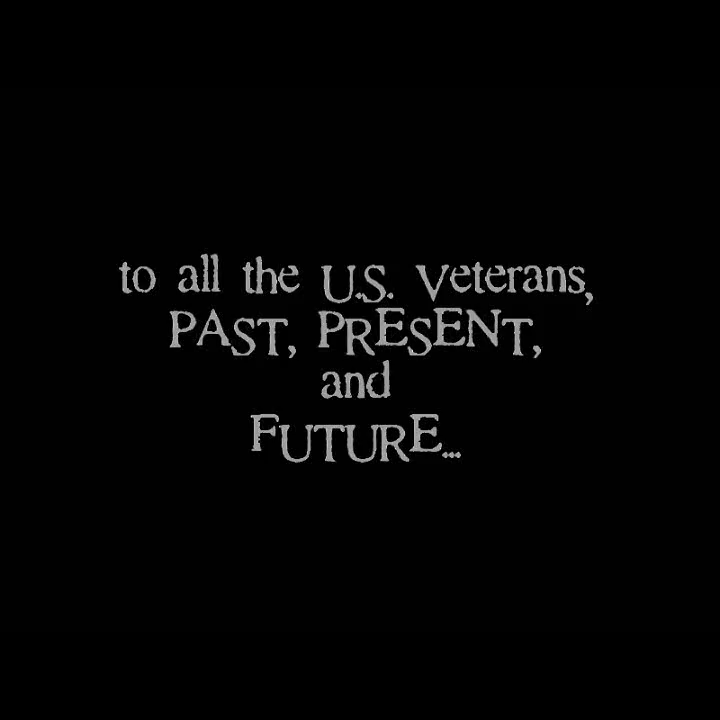 to all the U.S. Veterans,
PAST, PRESENT,
and
FUTURE...